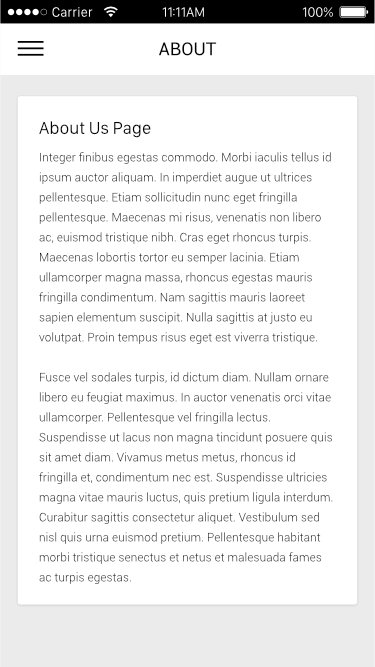 Carrier 11:11AM 100%
ABOUT
About Us Page
Integer finibus egestas commodo. Morbi iaculis tellus id
ipsum auctor aliquam. In imperdiet augue ut ultrices
pellentesque. Etiam sollicitudin nunc eget fringilla
pellentesque. Maecenas mi risus, venenatis non libero
ac, euismod tristique nibh. Cras eget rhoncus turpis.
Maecenas lobortis tortor eu semper lacinia. Etiam
ullamcorper magna massa, rhoncus egestas mauris
fringilla condimentum. Nam sagittis mauris laoreet
sapien elementum suscipit. Nulla sagittis at justo eu
volutpat. Proin tempus risus eget est viverra tristique.
Fusce vel sodales turpis, id dictum diam. Nullam ornare
libero eu feugiat maximus. In auctor venenatis orci vitae
ullamcorper. Pellentesque vel fringilla lectus.
Suspendisse ut lacus non magna tincidunt posuere quis
sit amet diam. Vivamus metus metus, rhoncus id
fringilla et, condimentum nec est. Suspendisse ultricies
magna vitae mauris luctus, quis pretium ligula interdum.
Curabitur sagittis consectetur aliquet. Vestibulum sed
nisl quis urna euismod pretium. Pellentesque habitant
morbi tristique senectus et netus et malesuada fames
ac turpis egestas.